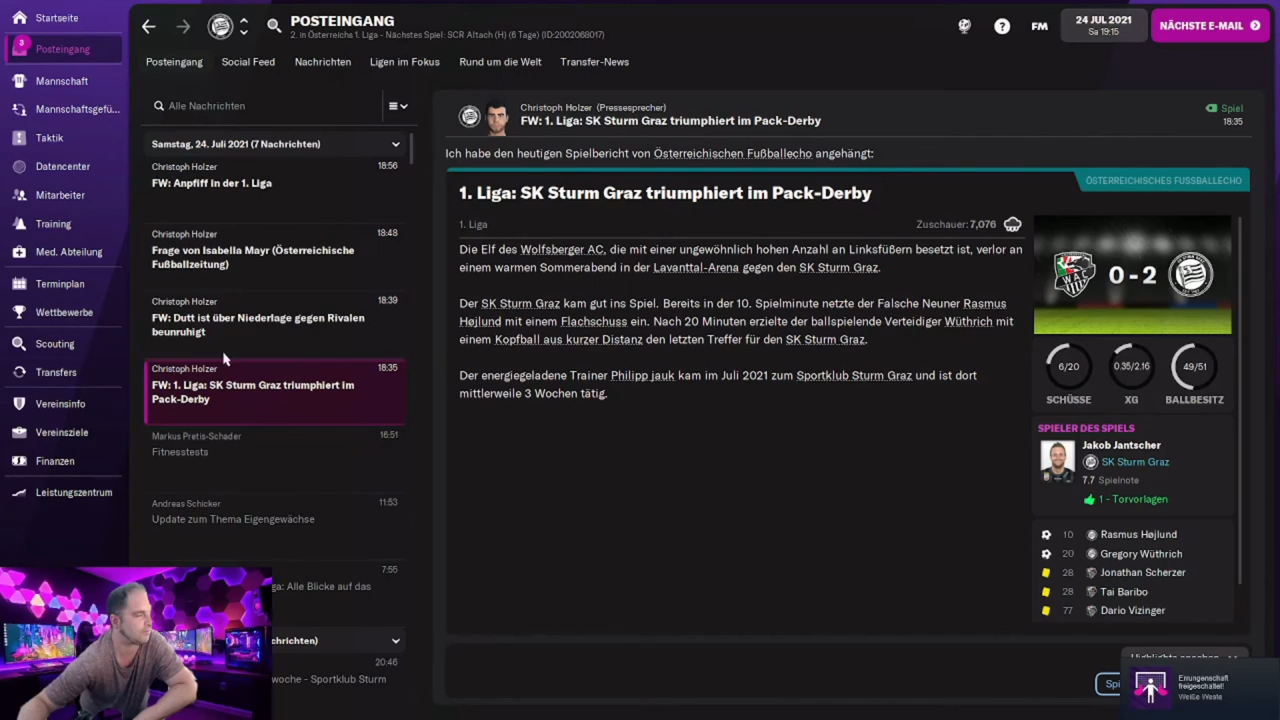 Startseite
3
Posteingang
Mannschaft
Mannschaftsgefü...
Taktik
Datencenter
Mitarbeiter
Training
Med. Abteilung
Terminplan
Wettbewerbe
Scouting
Transfers
Vereinsinfo
Vereinsziele
Finanzen
Leistungszentrum
POSTEINGANG
2. in Österreichs 1. Liga - Nächstes Spiel: SCR Altach (H) (6 Tage) (ID:2002068017)
FM
24 JUL 2021
Sa 19:15
NÄCHSTE E-MAIL
Posteingang Social Feed Nachrichten Ligen im Fokus Rund um die Welt Transfer-News
Alle Nachrichten
Samstag, 24. Juli 2021 (7 Nachrichten)
Christoph Holzer 18:56
FW: Anpfiff in der 1. Liga
Christoph Holzer 18:48
Frage von Isabella Mayr (Österreichische
Fußballzeitung)
Christoph Holzer 18:39
FW: Dutt ist über Niederlage gegen Rivalen
beunruhigt
Christoph Holzer 18:35
FW: 1. Liga: SK Sturm Graz triumphiert im
Pack-Derby
Markus Pretis-Schader 16:51
Fitnesstests
Andreas Schicker 11:53
Update zum Thema Eigengewächse
7:55
ga: Alle Blicke auf das
chrichten)
20:46
woche - Sportklub Sturm
Christoph Holzer (Pressesprecher)
FW: 1. Liga: SK Sturm Graz triumphiert im Pack-Derby
Spiel
18:35
Ich habe den heutigen Spielbericht von Österreichischen Fußballecho angehängt:
ÖSTERREICHISCHES FUSSBALLECHO
1. Liga: SK Sturm Graz triumphiert im Pack-Derby
1. Liga
Zuschauer: 7,076
Die Elf des Wolfsberger AC, die mit einer ungewöhnlich hohen Anzahl an Linksfüßern besetzt ist, verlor an
einem warmen Sommerabend in der Lavanttal-Arena gegen den SK Sturm Graz.
Der SK Sturm Graz kam gut ins Spiel. Bereits in der 10. Spielminute netzte der Falsche Neuner Rasmus
Højlund mit einem Flachschuss ein. Nach 20 Minuten erzielte der ballspielende Verteidiger Wüthrich mit
einem Kopfball aus kurzer Distanz den letzten Treffer für den SK Sturm Graz.
Der energiegeladene Trainer Philipp jauk kam im Juli 2021 zum Sportklub Sturm Graz und ist dort
mittlerweile 3 Wochen tätig.
WAC
0 - 2
6/20 0.35/2.16 49/51
SCHÜSSE XG BALLBESITZ
SPIELER DES SPIELS
Jakob Jantscher
SK Sturm Graz
7.7 Spielnote
1 - Torvorlagen
10 Rasmus Højlund
20 Gregory Wüthrich
28 Jonathan Scherzer
28 Tai Baribo
77 Dario Vizinger
Spi
Errungenschaft
freigeschaltet!
Weiße Weste